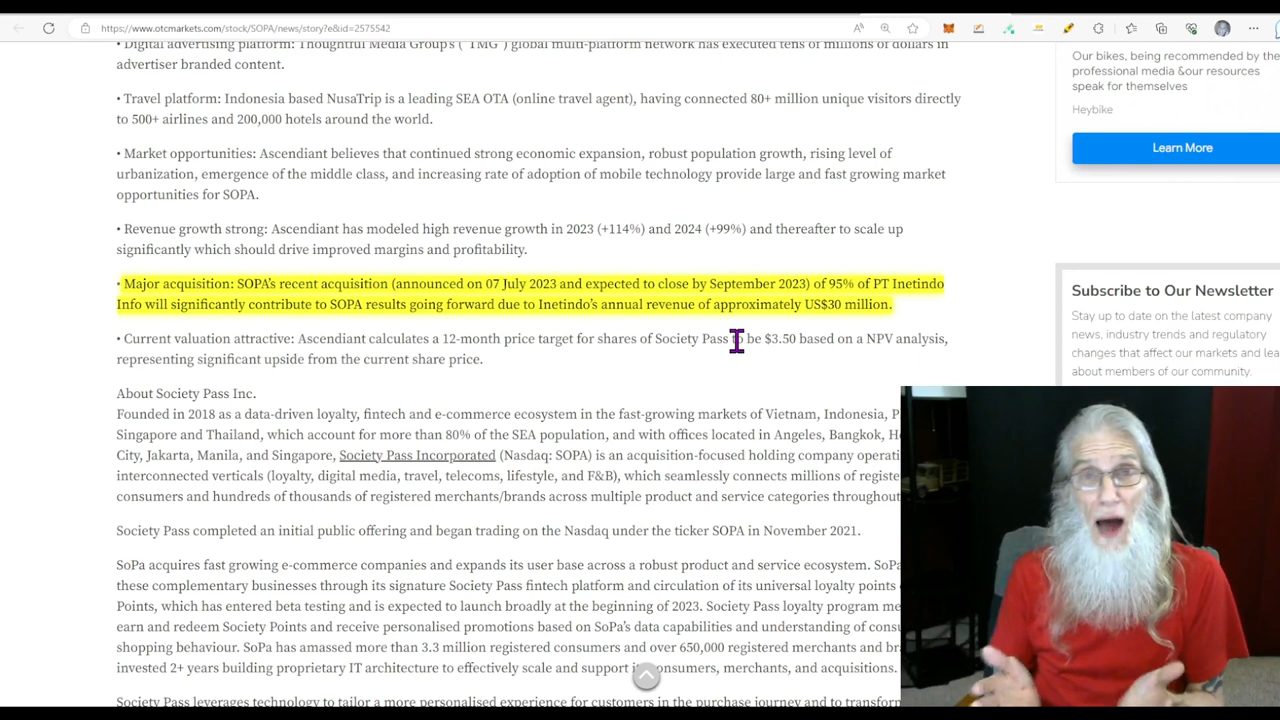 https://www.otcmarkets.com/stock/SOPA/news/story?e&id=2575542
• Digital advertising platform: Thoughtful Media Group's ("TMG") global multi-platform network has executed tens of millions of dollars in
advertiser branded content.
• Travel platform: Indonesia based NusaTrip is a leading SEA OTA (online travel agent), having connected 80+ million unique visitors directly
to 500+ airlines and 200,000 hotels around the world.
• Market opportunities: Ascendiant believes that continued strong economic expansion, robust population growth, rising level of
urbanization, emergence of the middle class, and increasing rate of adoption of mobile technology provide large and fast growing market
opportunities for SOPA.
• Revenue growth strong: Ascendiant has modeled high revenue growth in 2023 (+114%) and 2024 (+99%) and thereafter to scale up
significantly which should drive improved margins and profitability.
• Major acquisition: SOPA's recent acquisition (announced on 07 July 2023 and expected to close by September 2023) of 95% of PT Inetindo
Info will significantly contribute to SOPA results going forward due to Inetindo's annual revenue of approximately US$30 million.
• Current valuation attractive: Ascendiant calculates a 12-month price target for shares of Society Pass to be $3.50 based on a NPV analysis,
representing significant upside from the current share price.
About Society Pass Inc.
Founded in 2018 as a data-driven loyalty, fintech and e-commerce ecosystem in the fast-growing markets of Vietnam, Indonesia, P
Singapore and Thailand, which account for more than 80% of the SEA population, and with offices located in Angeles, Bangkok, H
City, Jakarta, Manila, and Singapore, Society Pass Incorporated (Nasdaq: SOPA) is an acquisition-focused holding company operati
interconnected verticals (loyalty, digital media, travel, telecoms, lifestyle, and F&B), which seamlessly connects millions of regist
consumers and hundreds of thousands of registered merchants/brands across multiple product and service categories throughout
Society Pass completed an initial public offering and began trading on the Nasdaq under the ticker SOPA in November 2021.
SoPa acquires fast growing e-commerce companies and expands its user base across a robust product and service ecosystem. SoPa
these complementary businesses through its signature Society Pass fintech platform and circulation of its universal loyalty points
Points, which has entered beta testing and is expected to launch broadly at the beginning of 2023. Society Pass loyalty program me
earn and redeem Society Points and receive personalised promotions based on SoPa's data capabilities and understanding of consu
shopping behaviour. SoPa has amassed more than 3.3 million registered consumers and over 650,000 registered merchants and br
invested 2+ years building proprietary IT architecture to effectively scale and support its consumers, merchants, and acquisitions.
Society Pass leverages technology to tailor a more personalised experience for customers in the purchase journey and to transform
Our bikes, being recommended by the
professional media &our resources
speak for themselves
Heybike
Learn More
Subscribe to Our Newsletter
Stay up to date on the latest company
news, industry trends and regulatory
changes that affect our markets and lea
about members of our community.